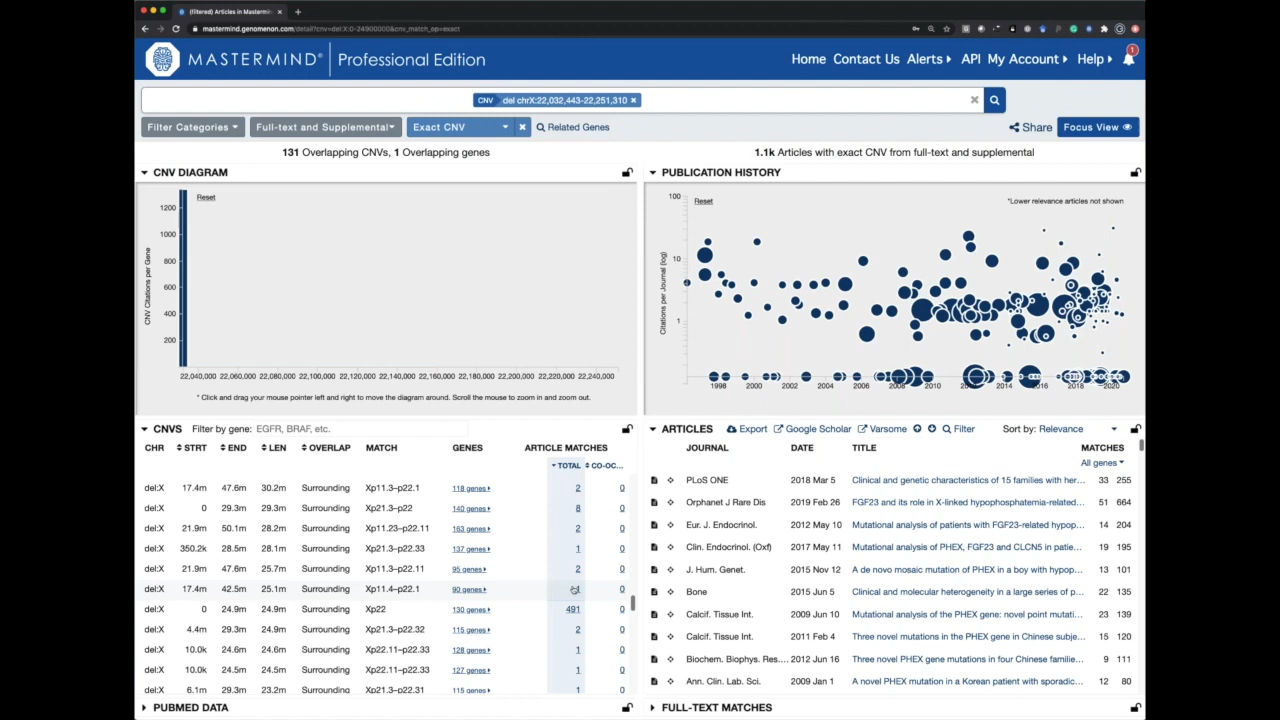 (filtered) Articles in Mastermin
mastermind.genomenon.com/detail?cnv=del:X:0-24900000&cnv_match_op=exact
MASTERMIND® Professional Edition
Home Contact Us Alerts API My Account Help 1
CNV del chrX:22,032,443-22,251,310 ×
Filter Categories Full-text and Supplemental Exact CNV × Related Genes Share Focus View
131 Overlapping CNVs, 1 Overlapping genes
1.1k Articles with exact CNV from full-text and supplemental
CNV DIAGRAM
Reset
CNV Citations per Gene
1200
1000
800
600
400
200
22,040,000 22,060,000 22,080,000 22,100,000 22,120,000 22,140,000 22,160,000 22,180,000 22,200,000 22,220,000 22,240,000
* Click and drag your mouse pointer left and right to move the diagram around. Scroll the mouse to zoom in and zoom out.
PUBLICATION HISTORY
Reset
*Lower relevance articles not shown
Citations per Journal (log)
100
10
1
1998 2000 2002 2004 2006 2008 2010 2012 2014 2016 2018 2020
CNVS Filter by gene: EGFR, BRAF, etc.
CHR STRT END LEN OVERLAP MATCH GENES ARTICLE MATCHES
TOTAL CO-OC...
del:X 17.4m 47.6m 30.2m Surrounding Xp11.3–p22.1 118 genes 2 0
del:X 0 29.3m 29.3m Surrounding Xp21.3–p22 140 genes 8 0
del:X 21.9m 50.1m 28.2m Surrounding Xp11.23–p22.11 163 genes 2 0
del:X 350.2k 28.5m 28.1m Surrounding Xp21.3–p22.33 137 genes 1 0
del:X 21.9m 47.6m 25.7m Surrounding Xp11.3–p22.11 95 genes 2 0
del:X 17.4m 42.5m 25.1m Surrounding Xp11.4–p22.1 90 genes 0
del:X 0 24.9m 24.9m Surrounding Xp22 130 genes 491 0
del:X 4.4m 29.3m 24.9m Surrounding Xp21.3–p22.32 115 genes 2 0
del:X 10.0k 24.6m 24.6m Surrounding Xp22.11–p22.33 128 genes 1 0
del:X 10.0k 24.5m 24.5m Surrounding Xp22.11–p22.33 127 genes 1 0
del:X 6.1m 29.3m 23.2m Surrounding Xp21.3–p22.31 115 genes 1 0
ARTICLES Export Google Scholar Varsome Filter Sort by: Relevance
JOURNAL DATE TITLE MATCHES
All genes
PLoS ONE 2018 Mar 5 Clinical and genetic characteristics of 15 families with her... 33 255
Orphanet J Rare Dis 2019 Feb 26 FGF23 and its role in X-linked hypophosphatemia-related... 51 664
Eur. J. Endocrinol. 2012 May 10 Mutational analysis of patients with FGF23-related hypop... 14 204
Clin. Endocrinol. (Oxf) 2017 May 11 Mutational analysis of PHEX, FGF23 and CLCN5 in patie... 19 195
J. Hum. Genet. 2015 Nov 12 A de novo mosaic mutation of PHEX in a boy with hypop... 13 101
Bone 2015 Jun 5 Clinical and molecular heterogeneity in a large series of p... 22 135
Calcif. Tissue Int. 2009 Jun 10 Mutational analysis of the PHEX gene: novel point mutati... 23 139
Calcif. Tissue Int. 2011 Feb 4 Three novel mutations in the PHEX gene in Chinese subje... 15 120
Biochem. Biophys. Res.... 2012 Jun 16 Three novel PHEX gene mutations in four Chinese familie... 9 111
Ann. Clin. Lab. Sci. 2009 Jan 1 A novel PHEX mutation in a Korean patient with sporadic... 12 80
PUBMED DATA
FULL-TEXT MATCHES